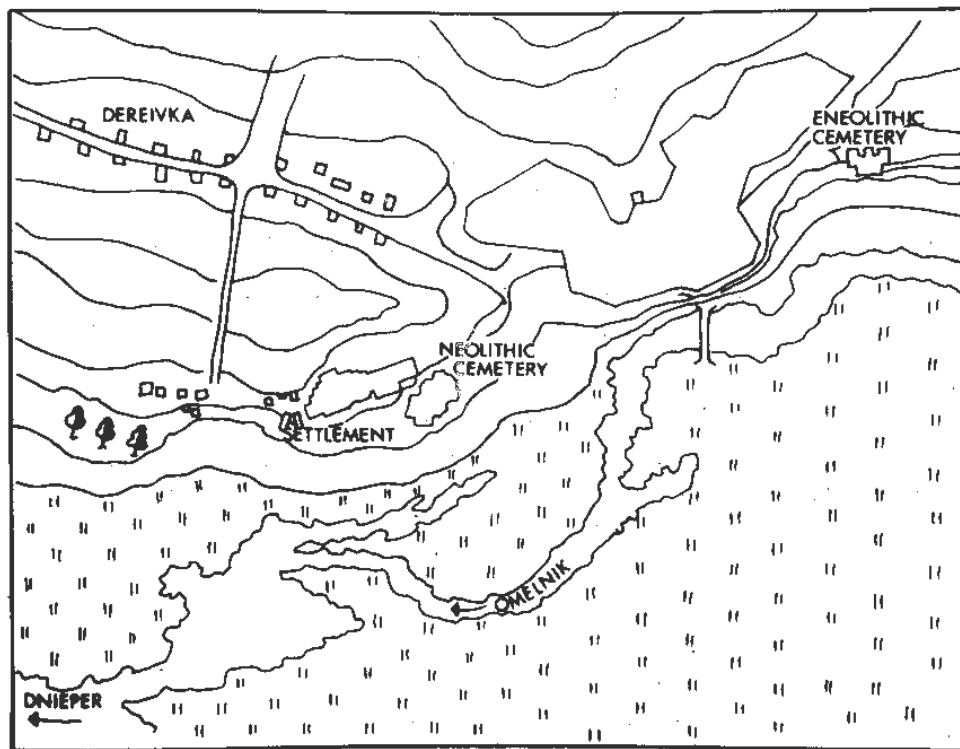 DEREIVKA
ENEOLITHIC
CEMETERY
NEOLITHIC
CEMETERY
SETTLEMENT
OMELNIK
DNIEPER